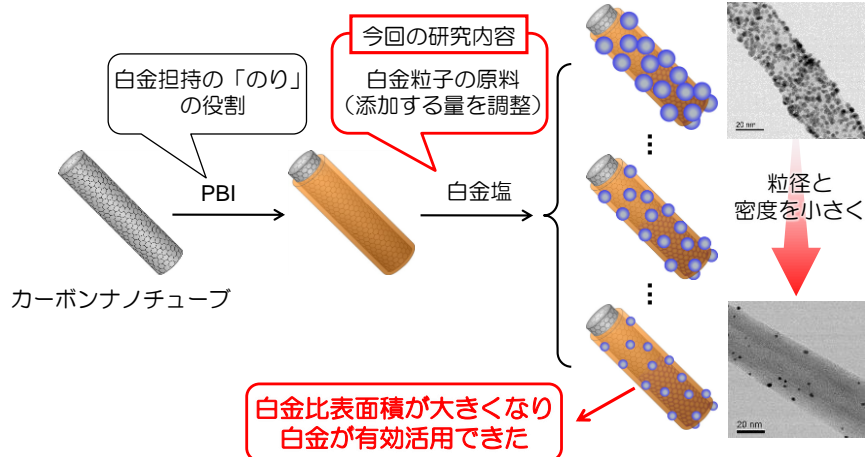 今回の研究内容
白金担持の「のり」
の役割
白金粒子の原料
（添加する量を調整）
20 nm
PBI
白金塩
粒径と
密度を小さく
カーボンナノチューブ
白金比表面積が大きくなり
白金が有効活用できた
20 nm